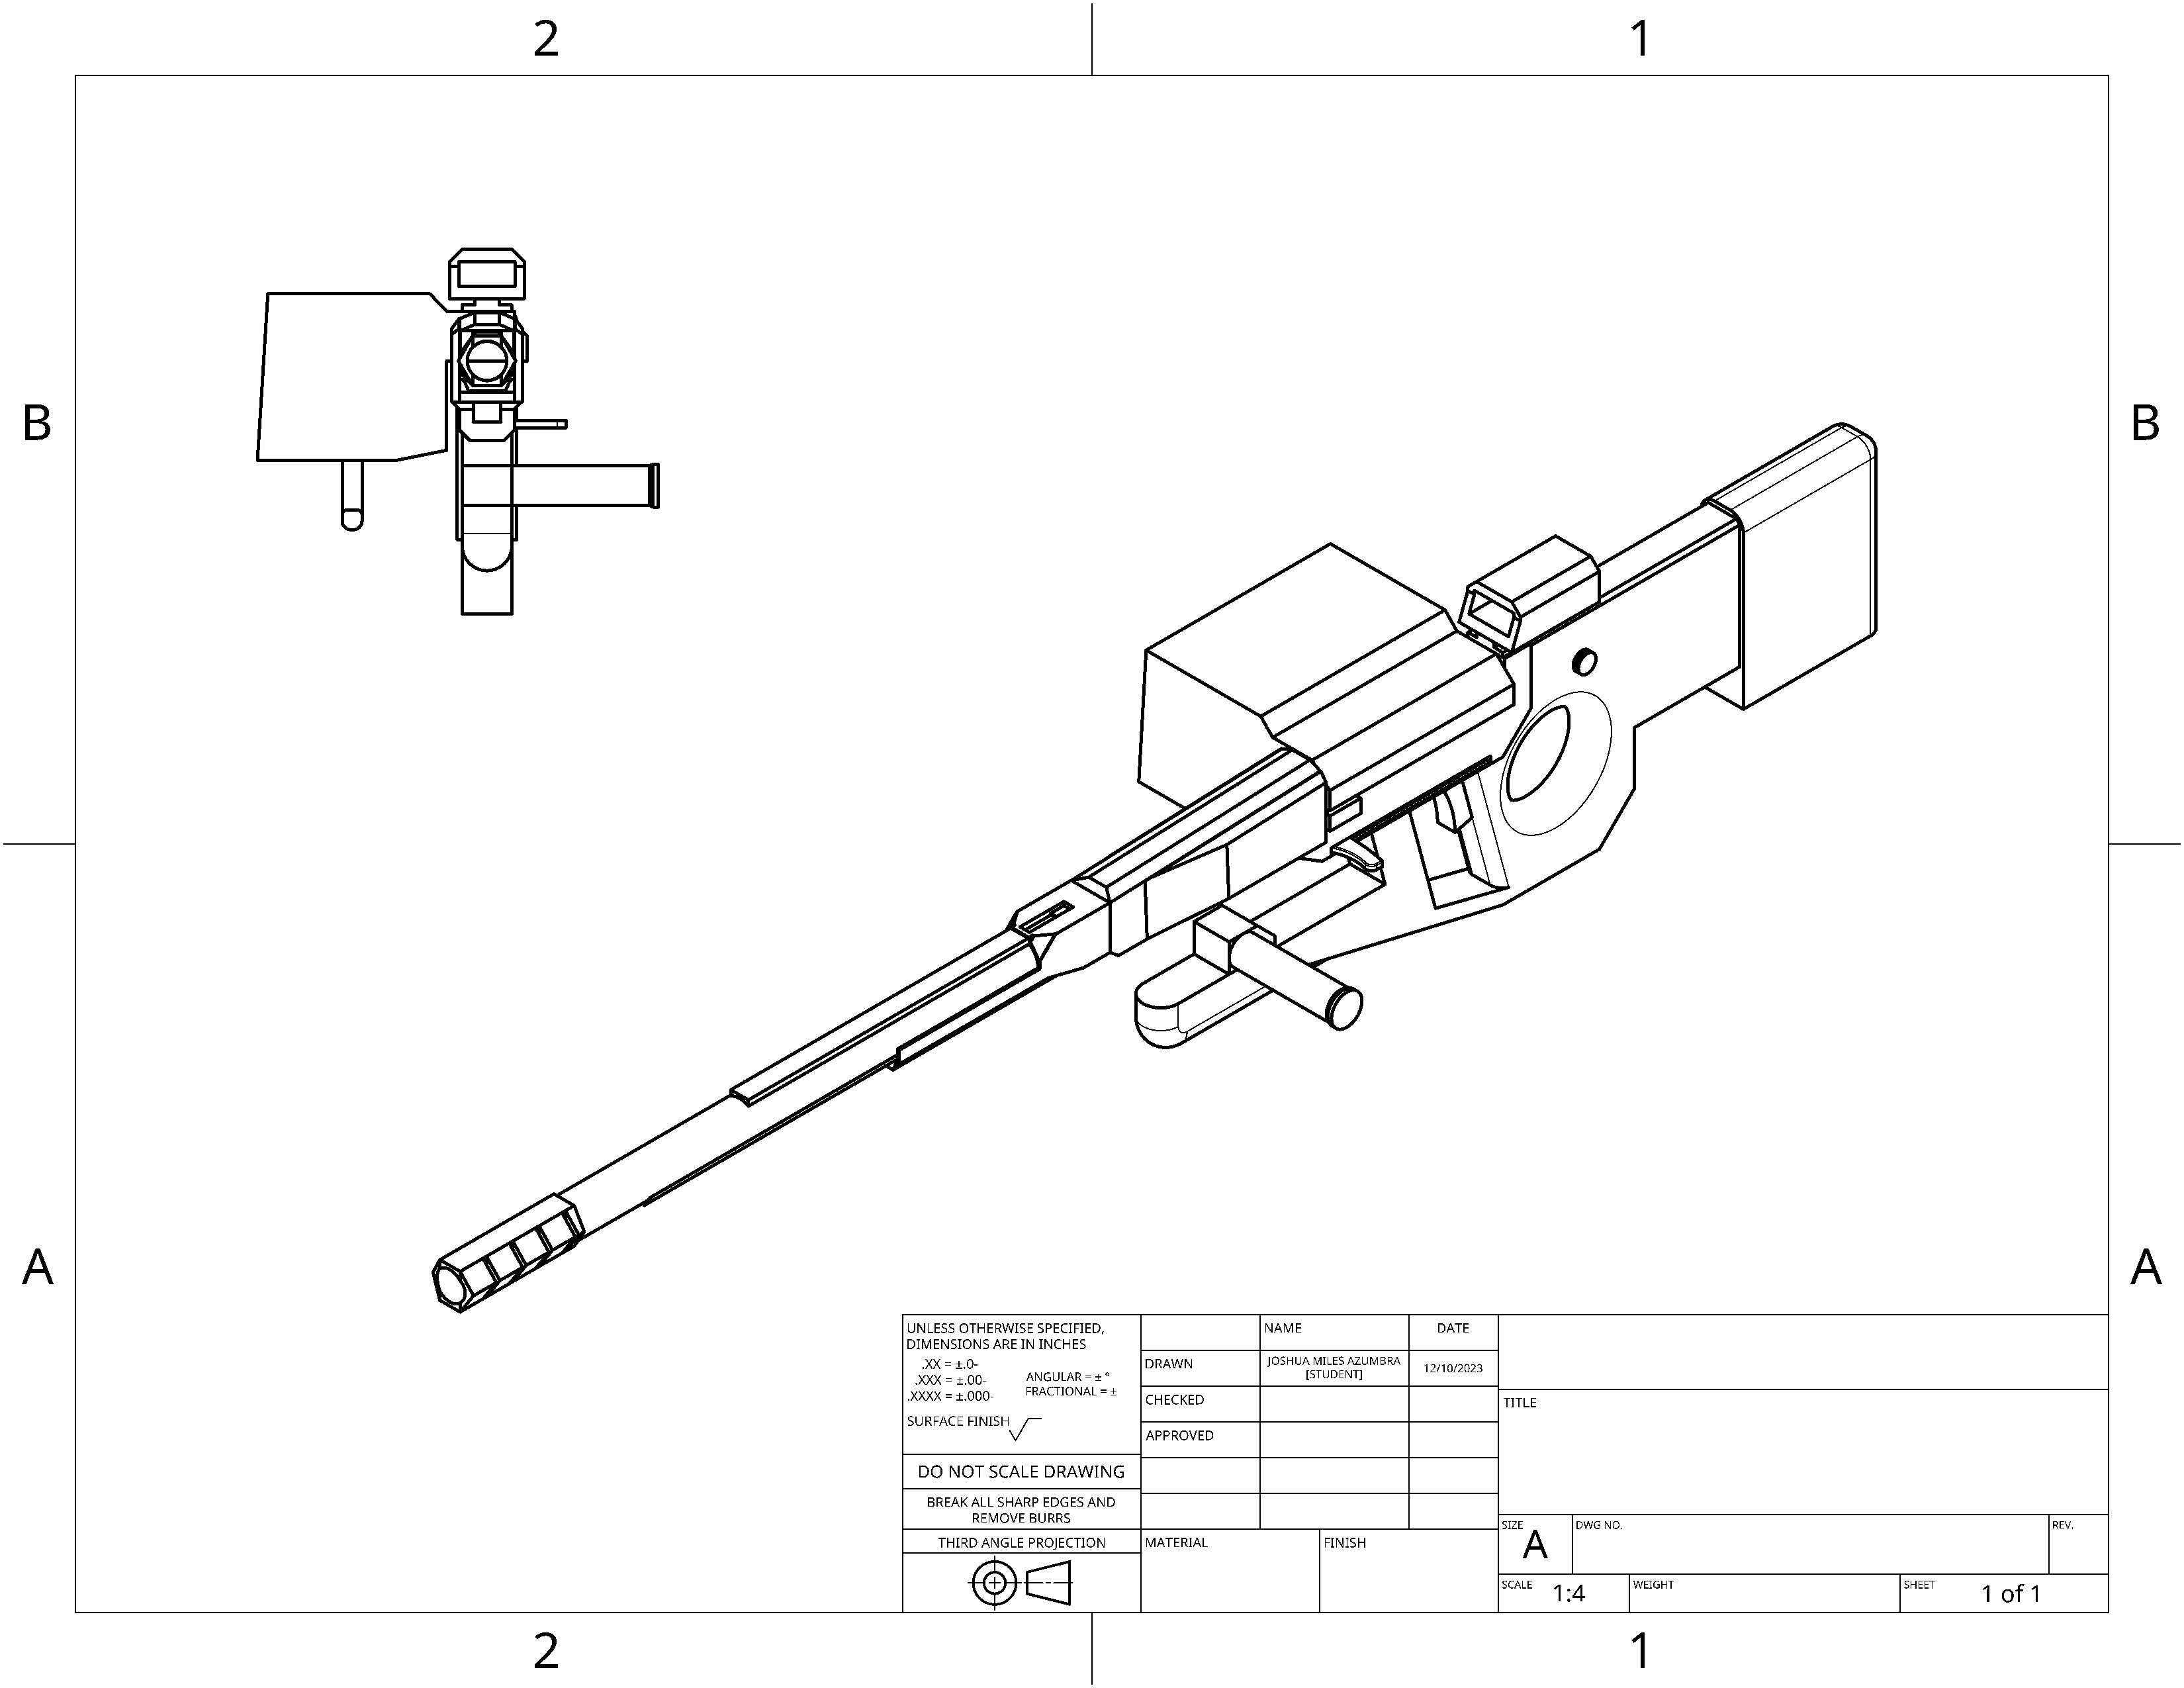 2 1
B B
A A
UNLESS OTHERWISE SPECIFIED,
DIMENSIONS ARE IN INCHES
.XX = ±.0-
.XXX = ±.00-
.XXXX = ±.000-
ANGULAR = ± °
FRACTIONAL = ±
SURFACE FINISH
DO NOT SCALE DRAWING
BREAK ALL SHARP EDGES AND
REMOVE BURRS
THIRD ANGLE PROJECTION
NAME DATE
DRAWN JOSHUA MILES AZUMBRA
[STUDENT] 12/10/2023
CHECKED
APPROVED
MATERIAL FINISH
TITLE
SIZE A DWG NO. REV.
SCALE 1:4 WEIGHT SHEET 1 of 1
2 1